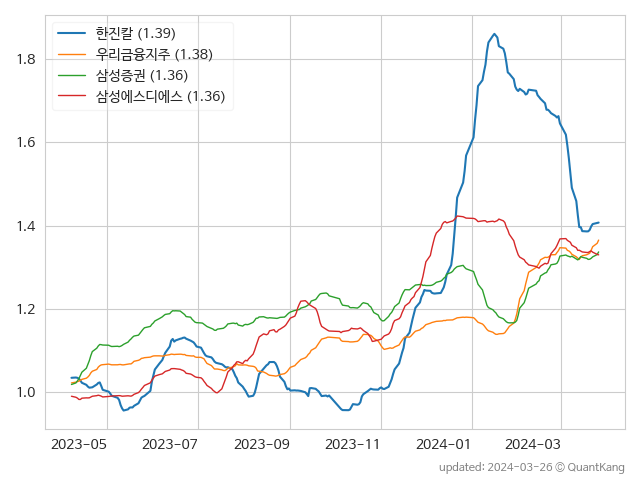 한진칼 (1.39)
우리금융지주 (1.38)
삼성증권 (1.36)
삼성에스디에스 (1.36)
1.8
1.6
1.4
1.2
1.0
2023-05 2023-07 2023-09 2023-11 2024-01 2024-03
updated: 2024-03-26 © QuantKang